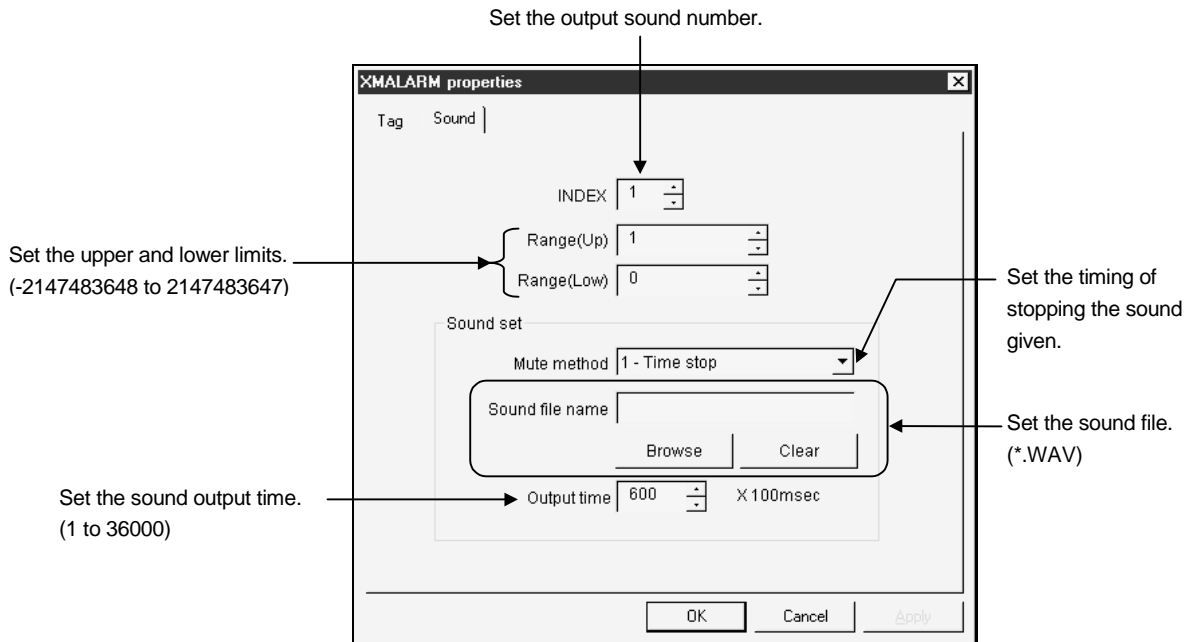 Set the output sound number.
XMALARM properties
Tag Sound
INDEX 1
Set the upper and lower limits.
(-2147483648 to 2147483647)
Range(Up) 1
Range(Low) 0
Set the timing of
stopping the sound
given.
Sound set
Mute method 1 - Time stop
Sound file name
Browse Clear
Set the sound file.
(*.WAV)
Set the sound output time.
(1 to 36000)
Output time 600 X 100msec
OK Cancel Apply